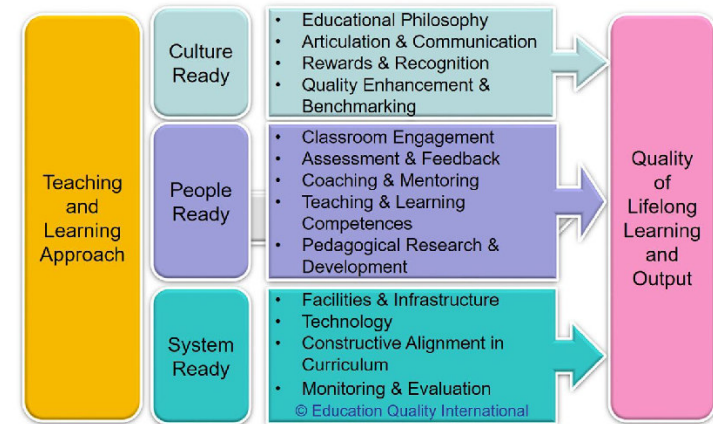 Teaching
and
Learning
Approach
Culture
Ready
• Educational Philosophy
• Articulation & Communication
• Rewards & Recognition
• Quality Enhancement &
Benchmarking
People
Ready
• Classroom Engagement
• Assessment & Feedback
• Coaching & Mentoring
• Teaching & Learning
Competences
• Pedagogical Research &
Development
System
Ready
• Facilities & Infrastructure
• Technology
• Constructive Alignment in
Curriculum
• Monitoring & Evaluation
© Education Quality International
Quality
of
Lifelong
Learning
and
Output